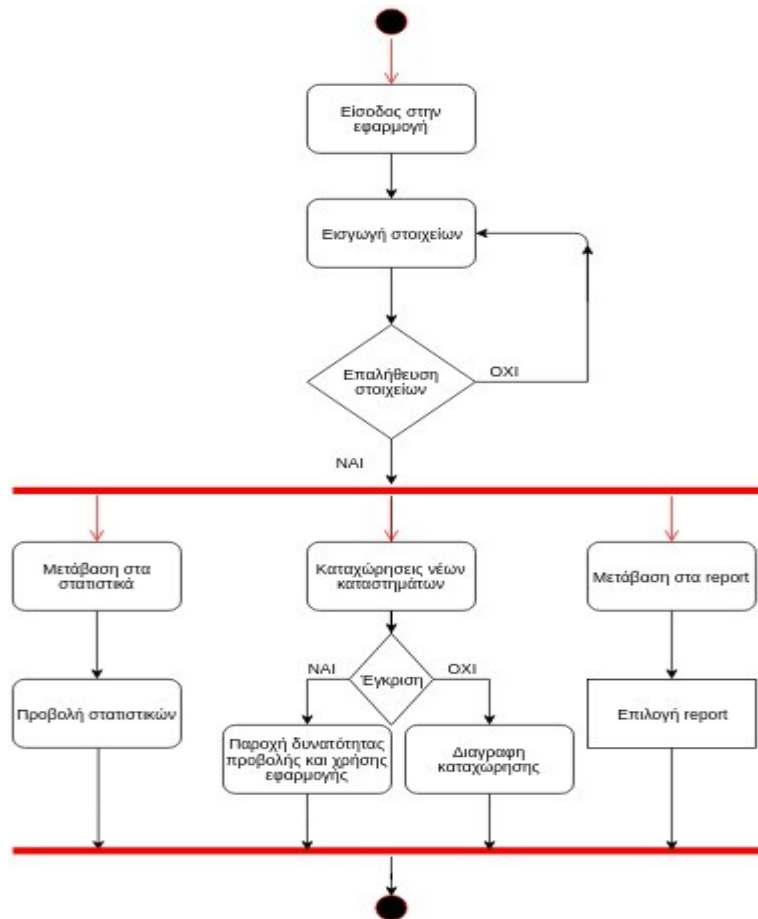 Είσοδος στην
εφαρμογή
Εισγωγή στοιχείων
Επαλήθευση
στοιχείων
ΟΧΙ
ΝΑΙ
Μετάβαση στα
στατιστικά
Καταχώρησεις νέων
καταστημάτων
Μετάβαση στα report
ΝΑΙ
Έγκριση
ΟΧΙ
Προβολή στατιστικών
Παροχή δυνατότητας
προβολής και χρήσης
εφαρμογής
Διαγραφη
καταχώρησης
Επιλογή report